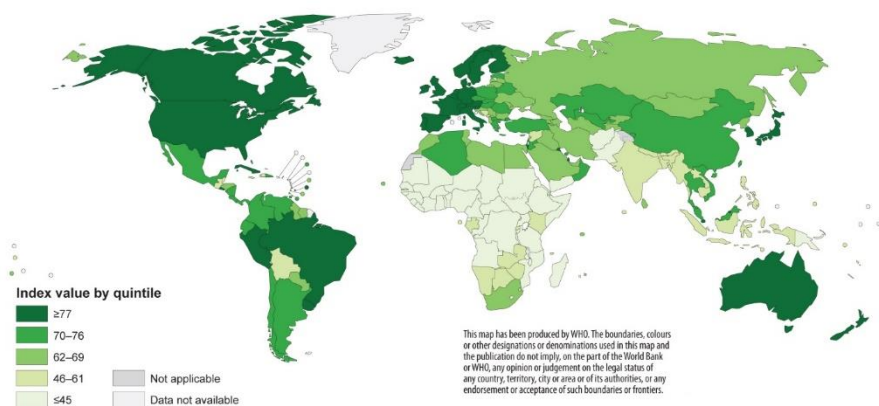 Index value by quintile
≥77
70–76
62–69
46–61
≤45
Not applicable
Data not available
This map has been produced by WHO. The boundaries, colours
or other designations or denominations used in this map and
the publication do not imply, on the part of the World Bank
or WHO, any opinion or judgement on the legal status of
any country, territory, city or area or of its authorities, or any
endorsement or acceptance of such boundaries or frontiers.